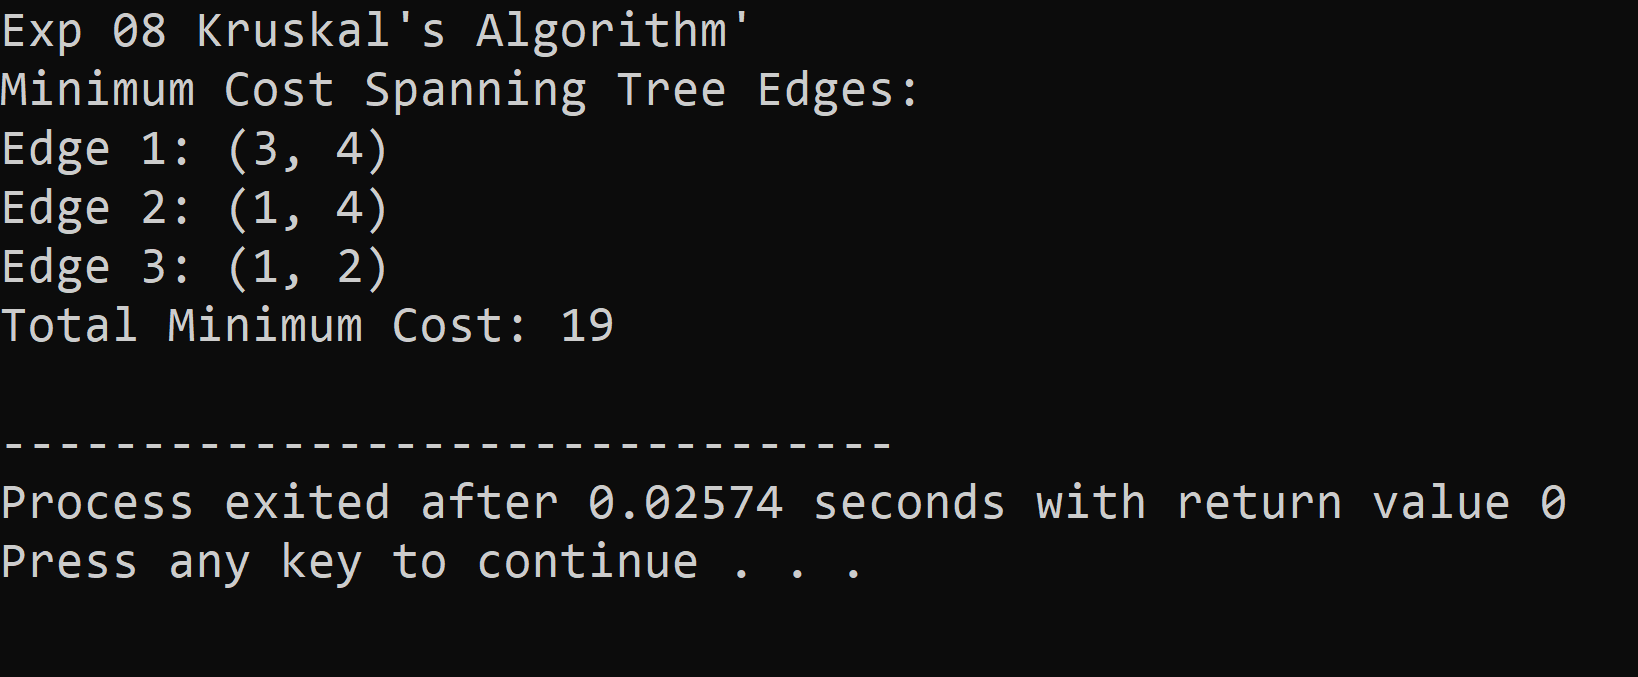 Exp 08 Kruskal's Algorithm'
Minimum Cost Spanning Tree Edges:
Edge 1: (3, 4)
Edge 2: (1, 4)
Edge 3: (1, 2)
Total Minimum Cost: 19
--------------------------------
Process exited after 0.02574 seconds with return value 0
Press any key to continue . . .